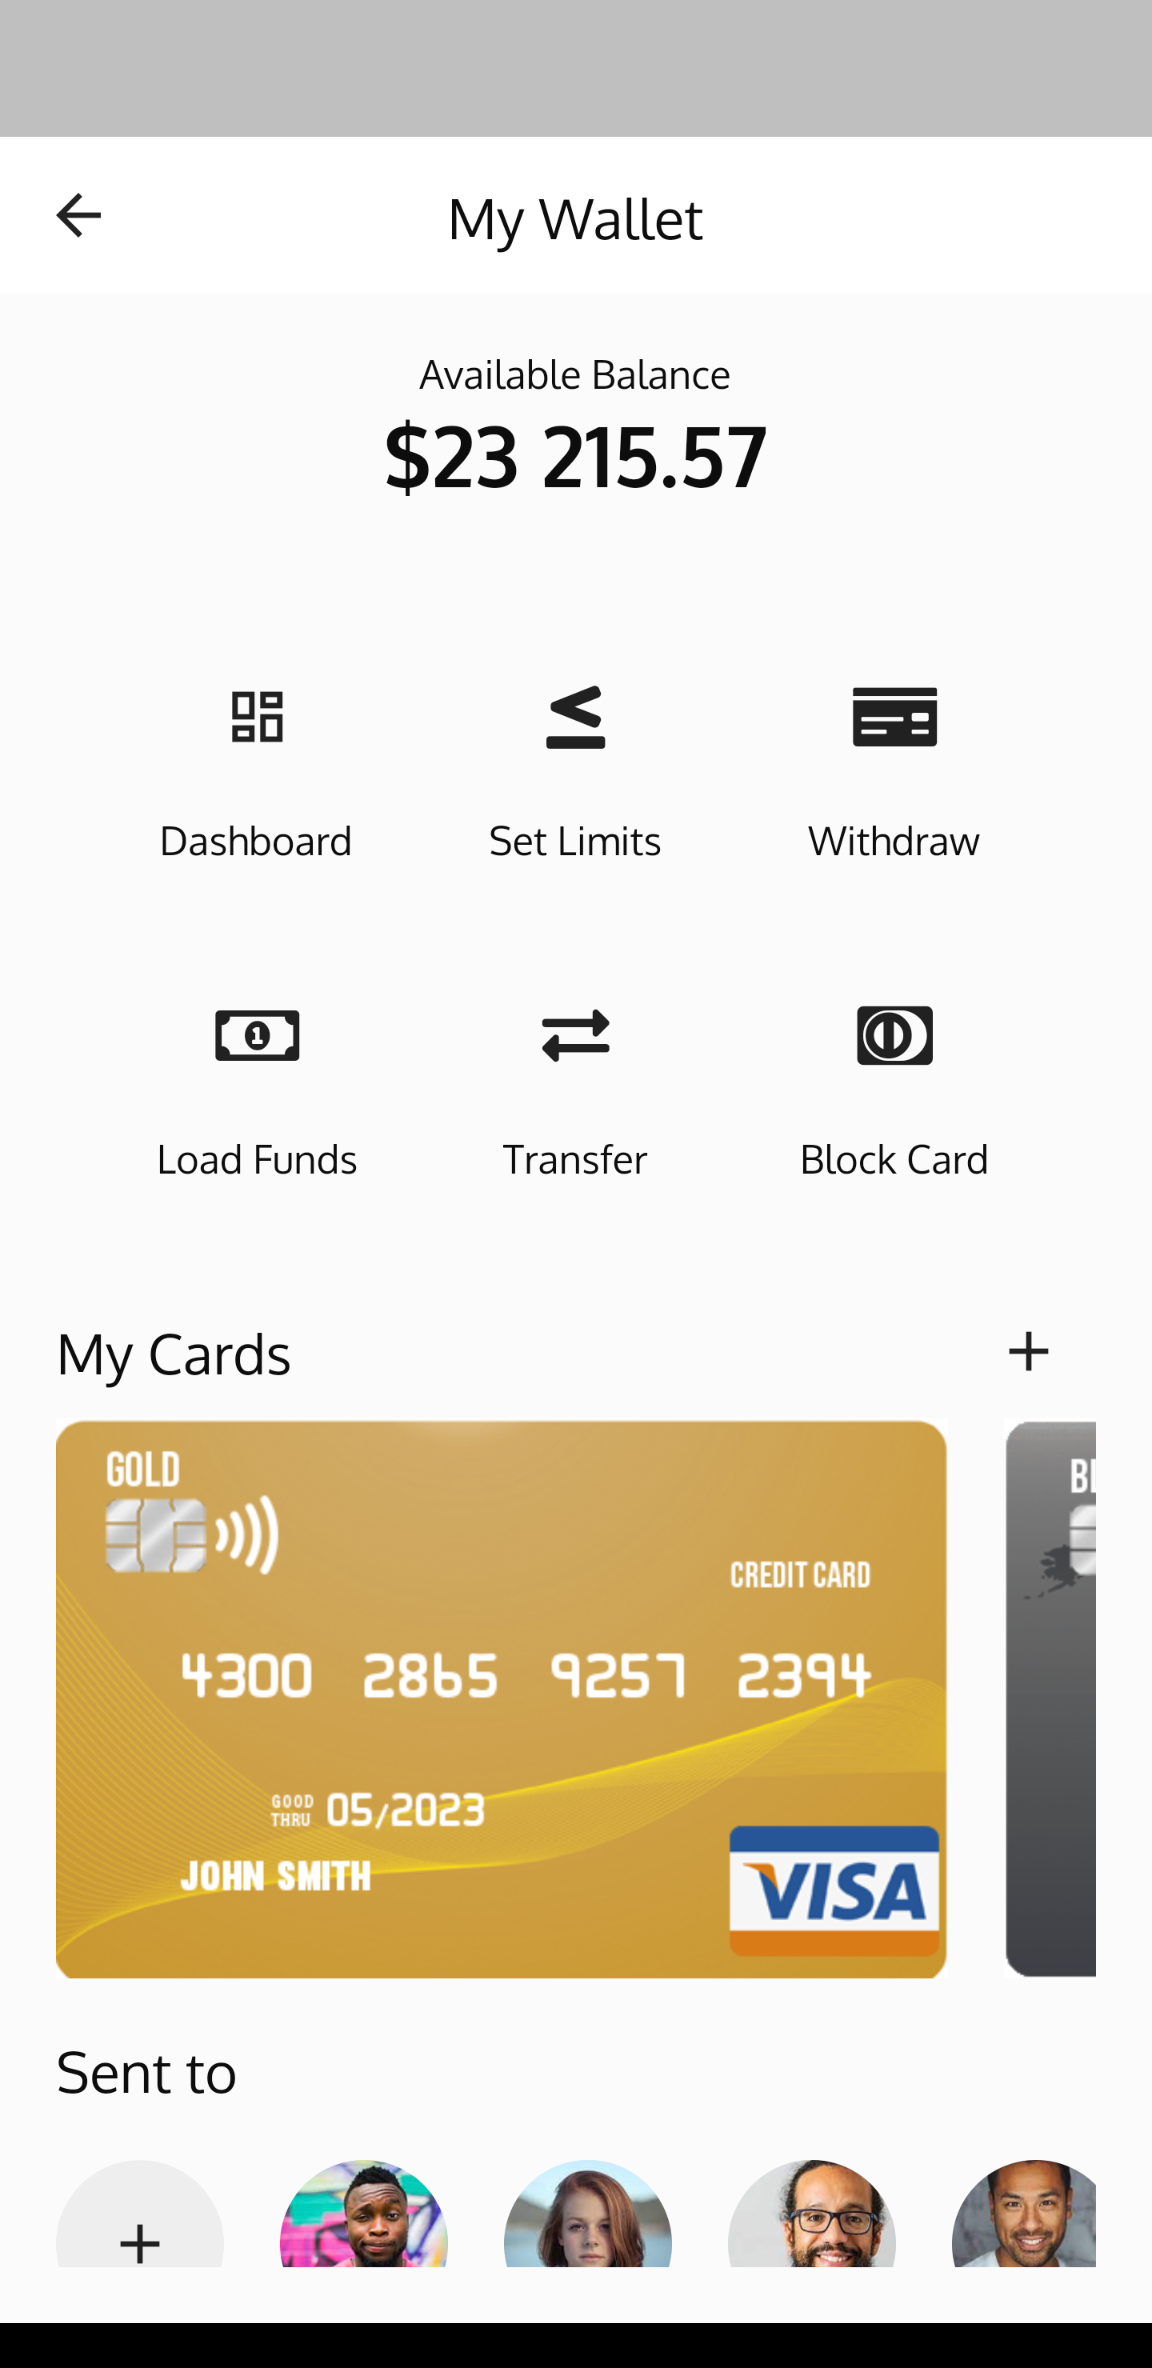 My Wallet
Available Balance
$23 215.57
Dashboard
Set Limits
Withdraw
Load Funds
Transfer
Block Card
My Cards
GOLD
CREDIT CARD
4300 2865 9257 2394
GOOD THRU 05/2023
JOHN SMITH
VISA
Sent to